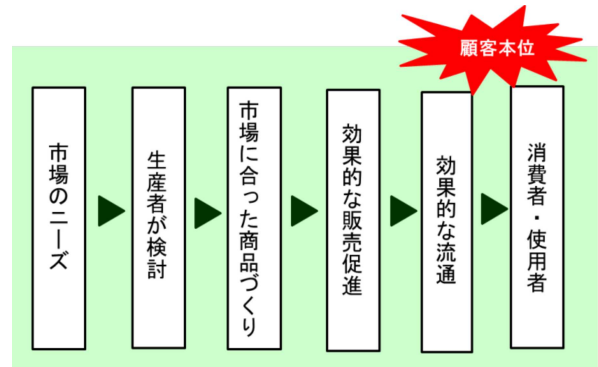 顧客本位
市場のニーズ
生産者が検討
市場に合った商品づくり
効果的な販売促進
効果的な流通
消費者・使用者